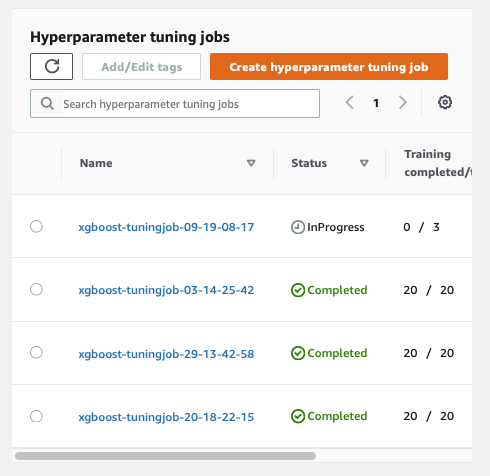 Hyperparameter tuning jobs
Add/Edit tags Create hyperparameter tuning job
Search hyperparameter tuning jobs 1
Name Status Training
completed/
xgboost-tuningjob-09-19-08-17 InProgress 0 / 3
xgboost-tuningjob-03-14-25-42 Completed 20 / 20
xgboost-tuningjob-29-13-42-58 Completed 20 / 20
xgboost-tuningjob-20-18-22-15 Completed 20 / 20